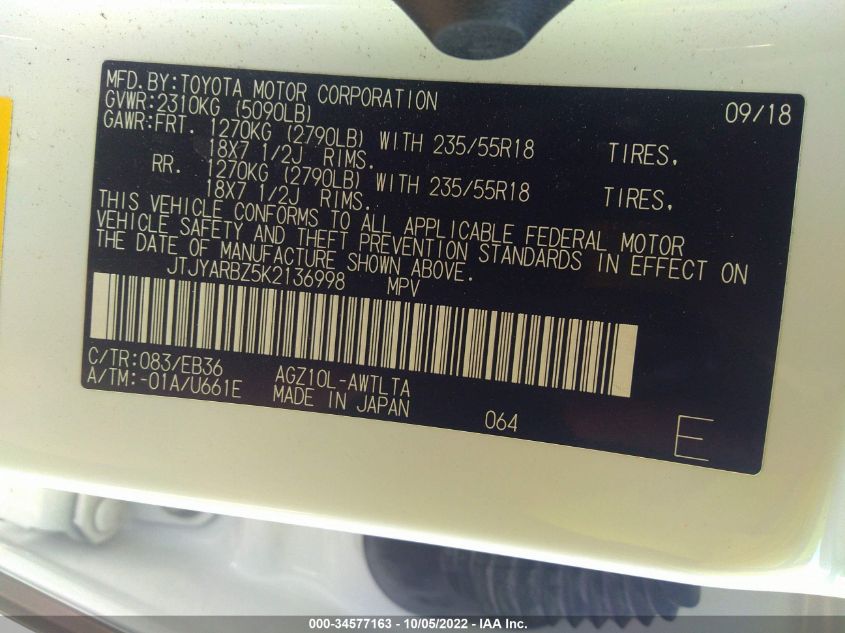 MFD.BY:TOYOTA MOTOR CORPORATION 09/18
GVWR:2310KG (5090LB)
GAWR:FRT. 1270KG (2790LB) WITH 235/55R18 TIRES,
18X7 1/2J RIMS.
RR. 1270KG (2790LB) WITH 235/55R18 TIRES,
18X7 1/2J RIMS.
THIS VEHICLE CONFORMS TO ALL APPLICABLE FEDERAL MOTOR
VEHICLE SAFETY AND THEFT PREVENTION STANDARDS IN EFFECT ON
THE DATE OF MANUFACTURE SHOWN ABOVE.
JTJYARBZ5K2136998 MPV
C/TR:083/EB36 AGZ10L-AWTLTA
A/TM:-01A/U661E MADE IN JAPAN 064 E
000-34577163 - 10/05/2022 - IAA Inc.